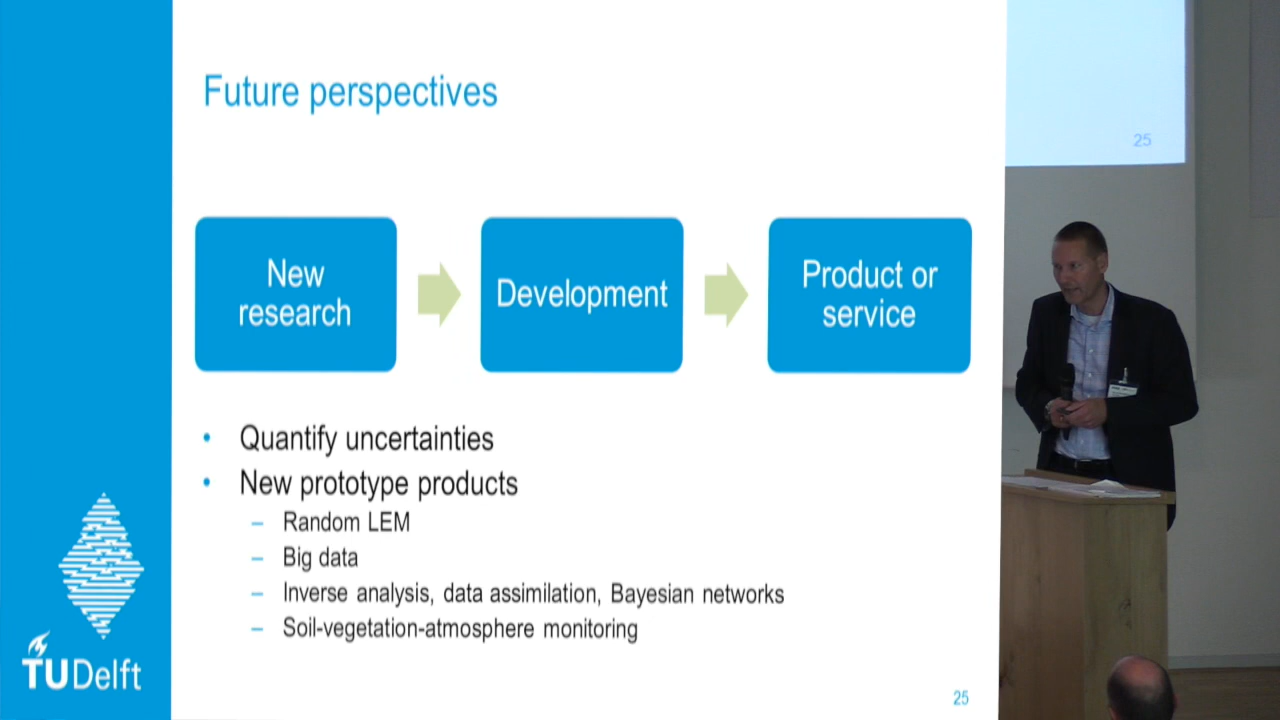 Future perspectives
25
New
research
Development
Product or
service
• Quantify uncertainties
• New prototype products
– Random LEM
– Big data
– Inverse analysis, data assimilation, Bayesian networks
– Soil-vegetation-atmosphere monitoring
TUDelft
25